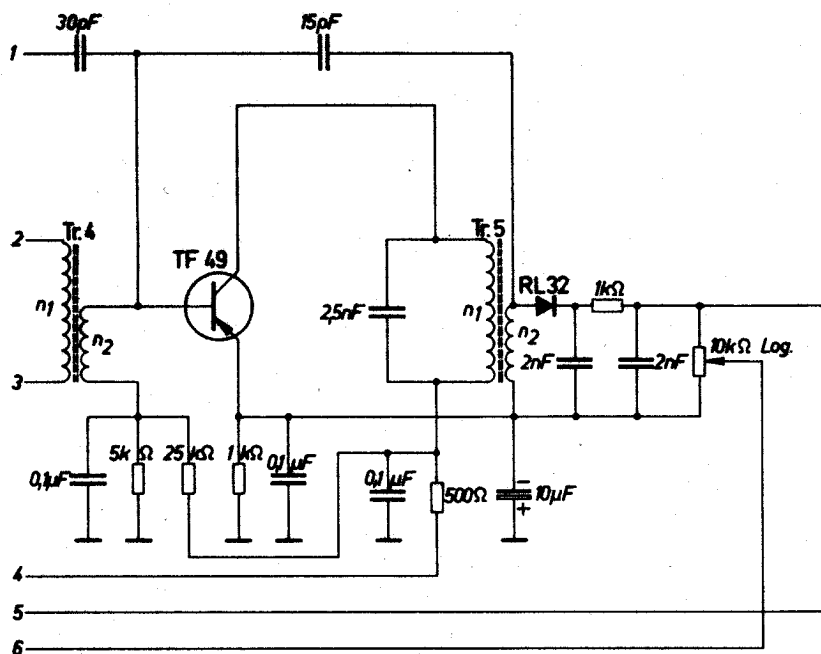 30pF
15pF
1
2
Tr.4
Tr.5
TF 49
RL32
1kΩ
n1
n2
2,5nF
n1
n2
2nF
2nF
10kΩ Log.
3
0,1µF
5kΩ
25kΩ
1kΩ
0,1µF
0,1µF
500Ω
−
+
10µF
4
5
6